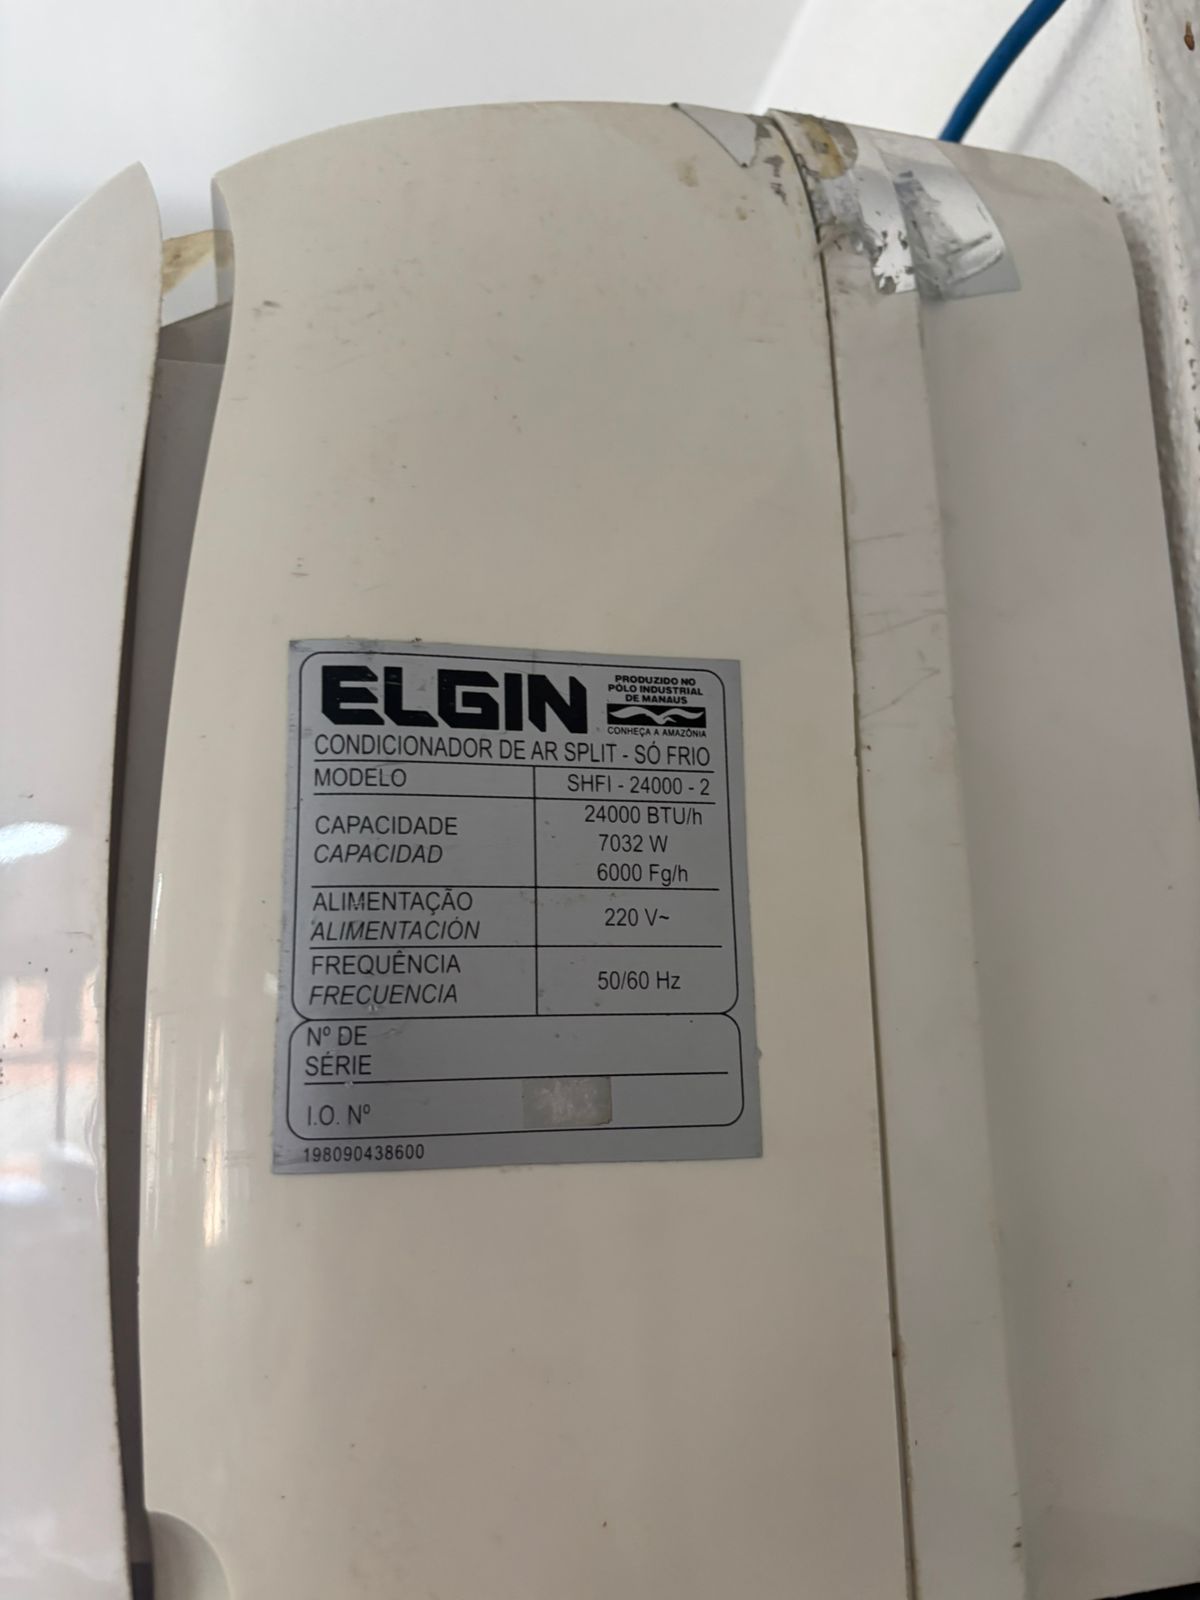 ELGIN
PRODUZIDO NO
PÓLO INDUSTRIAL
DE MANAUS
CONHEÇA A AMAZÔNIA
CONDICIONADOR DE AR SPLIT - SÓ FRIO
MODELO SHFI - 24000 - 2
CAPACIDADE
CAPACIDAD
24000 BTU/h
7032 W
6000 Fg/h
ALIMENTAÇÃO
ALIMENTACIÓN
220 V~
FREQUÊNCIA
FRECUENCIA
50/60 Hz
Nº DE
SÉRIE
I.O. Nº
198090438600